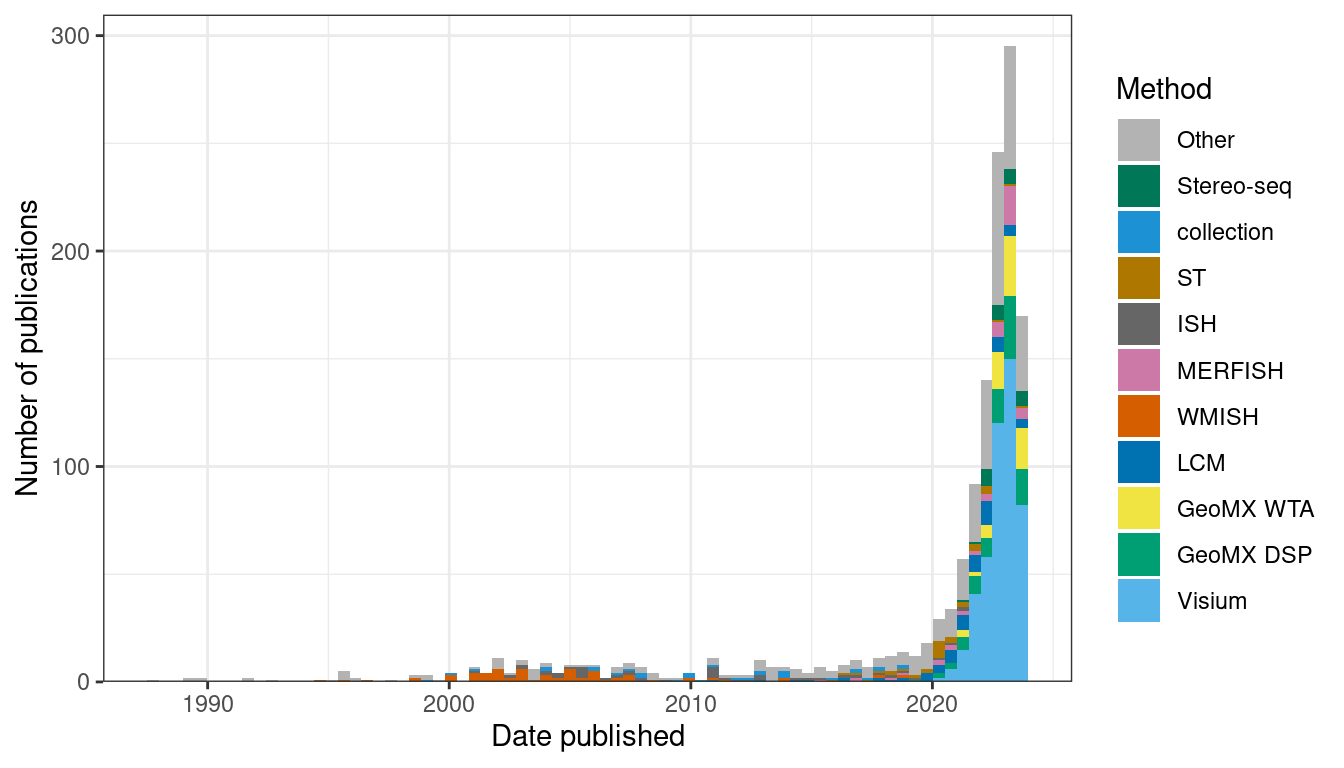 300
200
100
0
Number of publications
1990
2000
2010
2020
Date published
Method
Other
Stereo-seq
collection
ST
ISH
MERFISH
WMISH
LCM
GeoMX WTA
GeoMX DSP
Visium